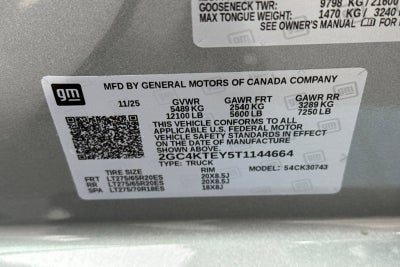 GOOSENECK TWR: 9798 KG/21600
MAX TONGUE WEIGHT: 1470 KG / 3240
SEE OWNER'S MANUAL
gm
MFD BY GENERAL MOTORS OF CANADA COMPANY
11/25 GVWR GAWR FRT GAWR RR
5489 KG 2540 KG 3289 KG
12100 LB 5600 LB 7250 LB
THIS VEHICLE CONFORMS TO ALL
APPLICABLE U.S. FEDERAL MOTOR
VEHICLE SAFETY STANDARDS IN EFFECT
ON THE DATE OF MANUFACTURE SHOWN ABOVE.
2GC4KTEY5T1144664
TYPE: TRUCK MODEL: 54CK30743
TIRE SIZE RIM
FRT LT275/65R20ES 20X8.5J
RR LT275/65R20ES 20X8.5J
SPA LT275/70R18ES 18X8J